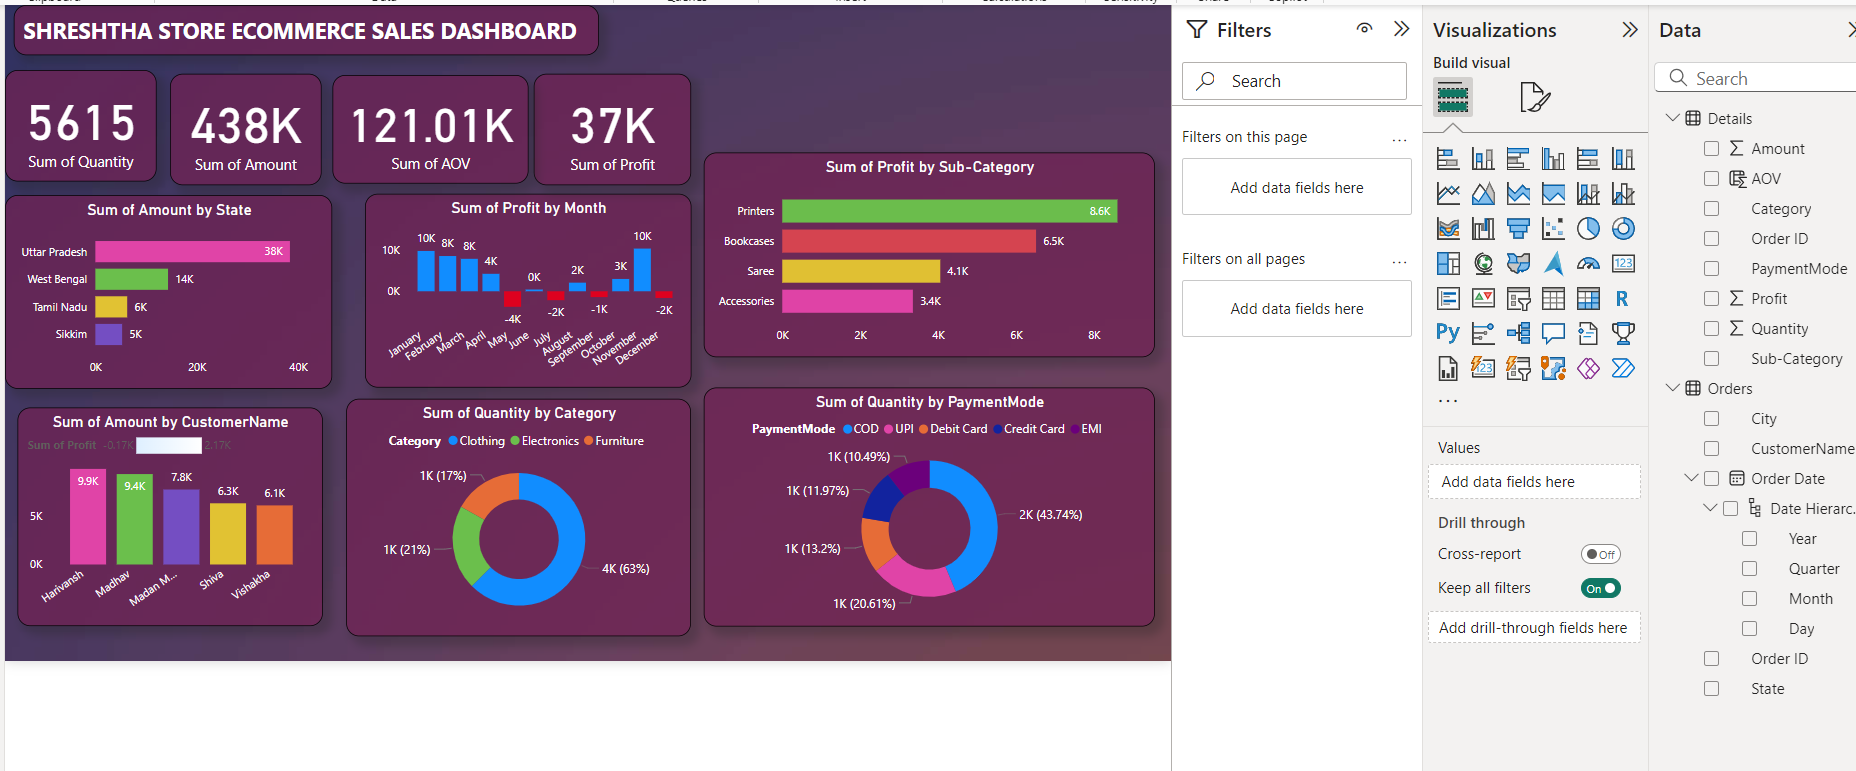 SHRESHTHA STORE ECOMMERCE SALES DASHBOARD
5615
Sum of Quantity
438K
Sum of Amount
121.01K
Sum of AOV
37K
Sum of Profit
Sum of Amount by State
Uttar Pradesh 38K
West Bengal 14K
Tamil Nadu 6K
Sikkim 5K
0K 20K 40K
Sum of Profit by Month
10K 0K
10K 8K 8K 4K -4K 0K -2K 2K -1K 3K 10K -2K
January February March April May June July August September October November December
Sum of Profit by Sub-Category
Printers 8.6K
Bookcases 6.5K
Saree 4.1K
Accessories 3.4K
0K 2K 4K 6K 8K
Sum of Amount by CustomerName
Sum of Profit -0.17K 2.17K
5K 0K
9.9K 9.4K 7.8K 6.3K 6.1K
Harivansh Madhav Madan M... Shiva Vishakha
Sum of Quantity by Category
Category Clothing Electronics Furniture
1K (17%)
1K (21%)
4K (63%)
Sum of Quantity by PaymentMode
PaymentMode COD UPI Debit Card Credit Card EMI
1K (10.49%)
1K (11.97%)
2K (43.74%)
1K (13.2%)
1K (20.61%)
Filters
Search
Filters on this page ...
Add data fields here
Filters on all pages ...
Add data fields here
Visualizations
Build visual
123
R
Py
123
...
Values
Add data fields here
Drill through
Cross-report Off
Keep all filters On
Add drill-through fields here
Data
Search
Details
Amount
AOV
Category
Order ID
PaymentMode
Profit
Quantity
Sub-Category
Orders
City
CustomerName
Order Date
Date Hierarc...
Year
Quarter
Month
Day
Order ID
State